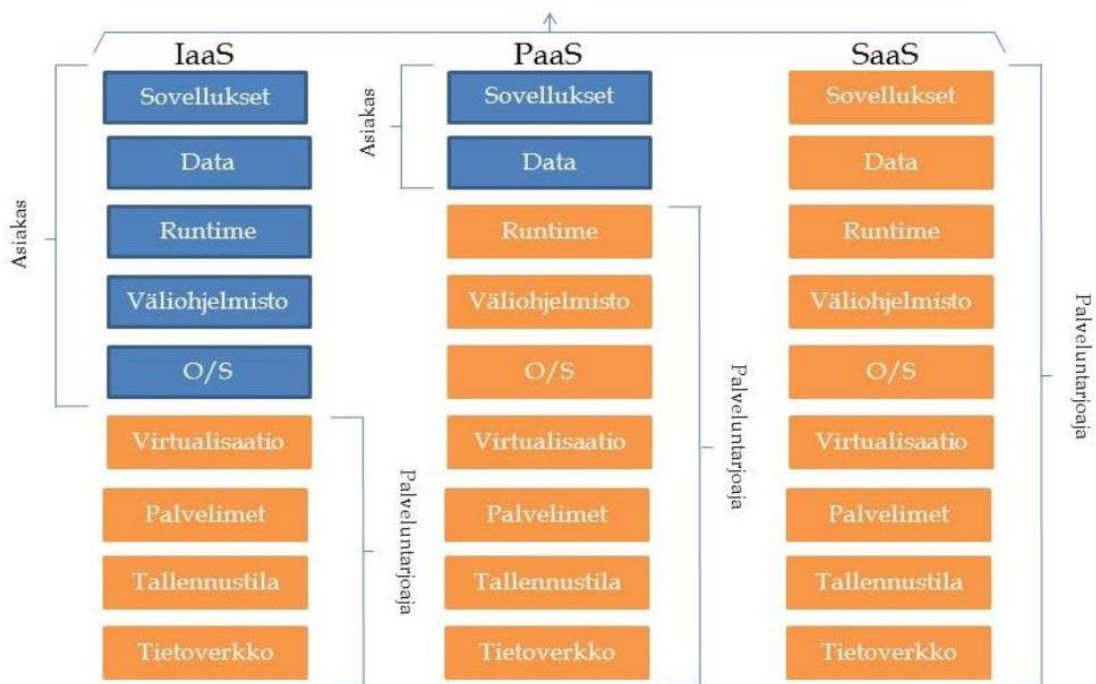 IaaS
Sovellukset
Data
Runtime
Väliohjelmisto
O/S
Virtualisaatio
Palvelimet
Tallennustila
Tietoverkko
Asiakas
Palveluntarjoaja
PaaS
Sovellukset
Data
Runtime
Väliohjelmisto
O/S
Virtualisaatio
Palvelimet
Tallennustila
Tietoverkko
Asiakas
Palveluntarjoaja
SaaS
Sovellukset
Data
Runtime
Väliohjelmisto
O/S
Virtualisaatio
Palvelimet
Tallennustila
Tietoverkko
Palveluntarjoaja